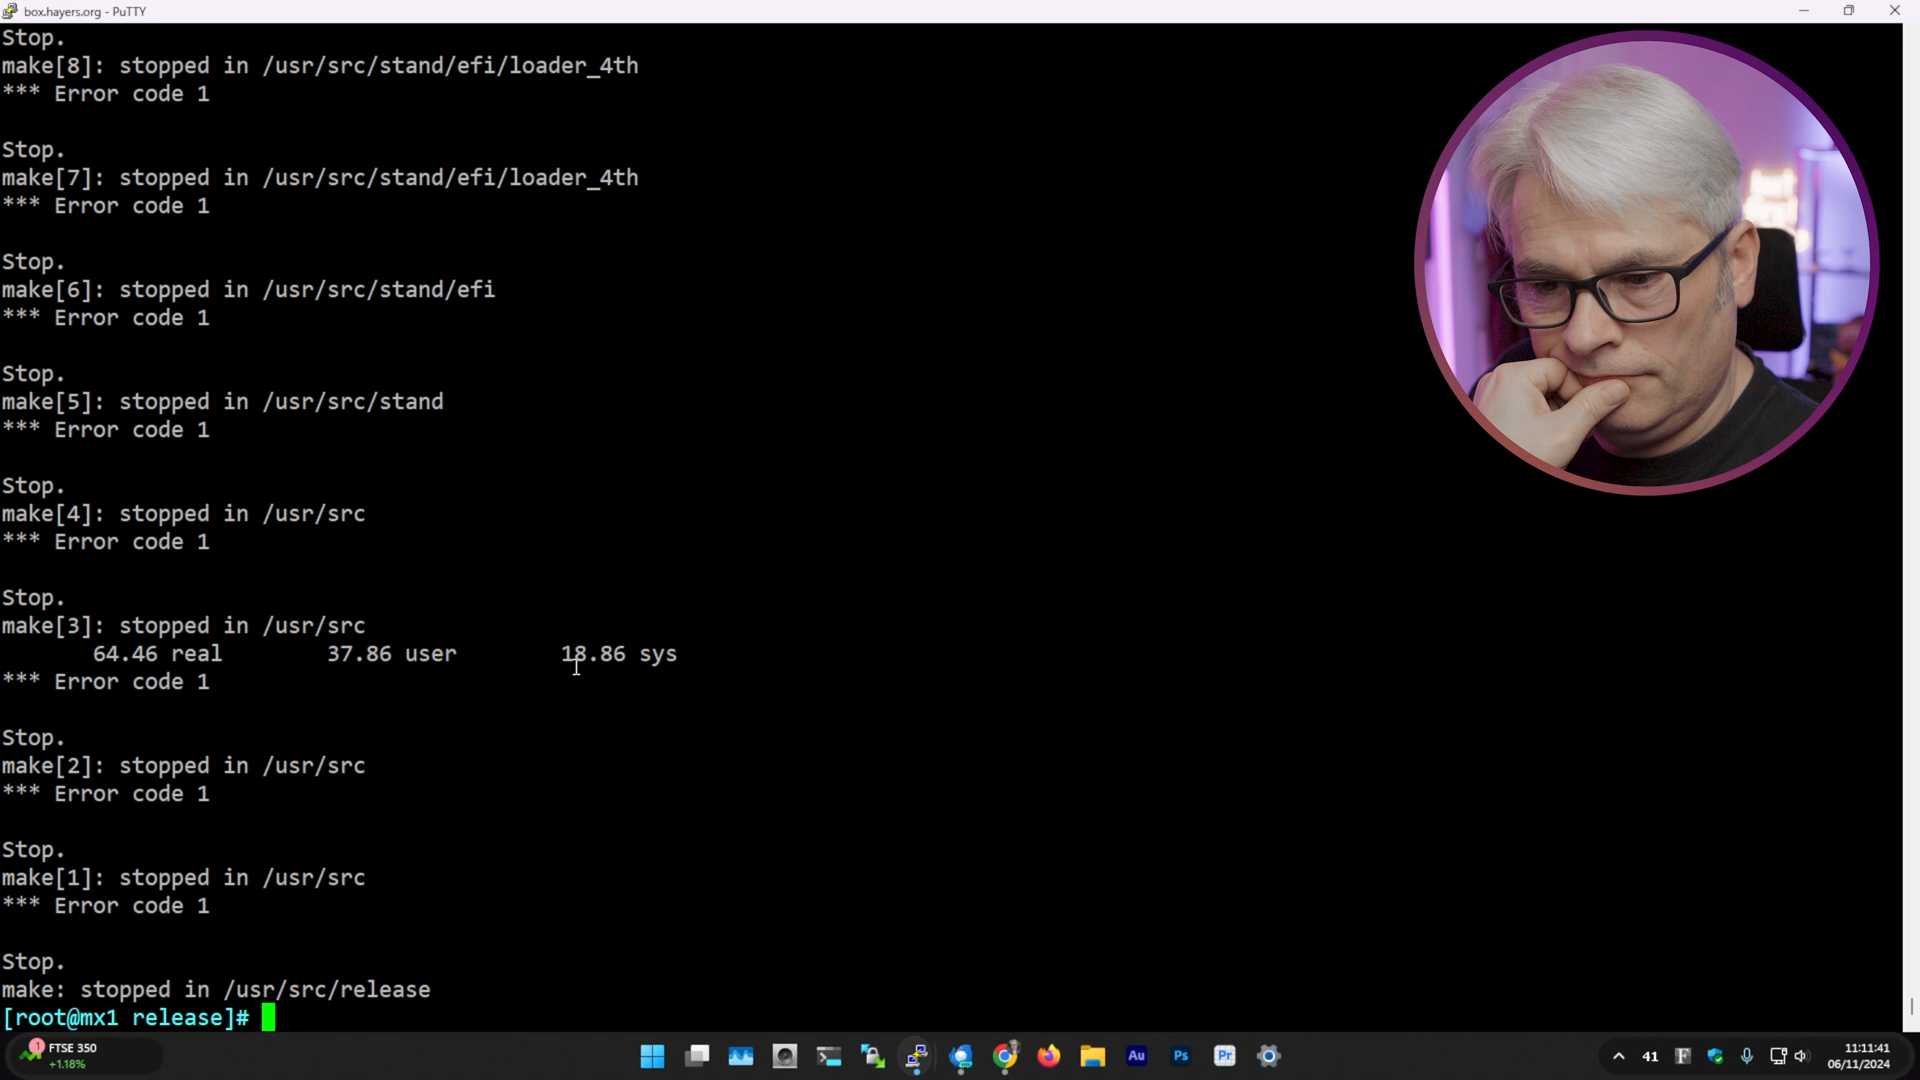 box.hayers.org - PuTTY
Stop.
make[8]: stopped in /usr/src/stand/efi/loader_4th
*** Error code 1
Stop.
make[7]: stopped in /usr/src/stand/efi/loader_4th
*** Error code 1
Stop.
make[6]: stopped in /usr/src/stand/efi
*** Error code 1
Stop.
make[5]: stopped in /usr/src/stand
*** Error code 1
Stop.
make[4]: stopped in /usr/src
*** Error code 1
Stop.
make[3]: stopped in /usr/src
64.46 real 37.86 user 18.86 sys
*** Error code 1
Stop.
make[2]: stopped in /usr/src
*** Error code 1
Stop.
make[1]: stopped in /usr/src
*** Error code 1
Stop.
make: stopped in /usr/src/release
[root@mx1 release]#
1
FTSE 350
+1.18%
Au
Ps
Pr
41
F
11:11:41
06/11/2024